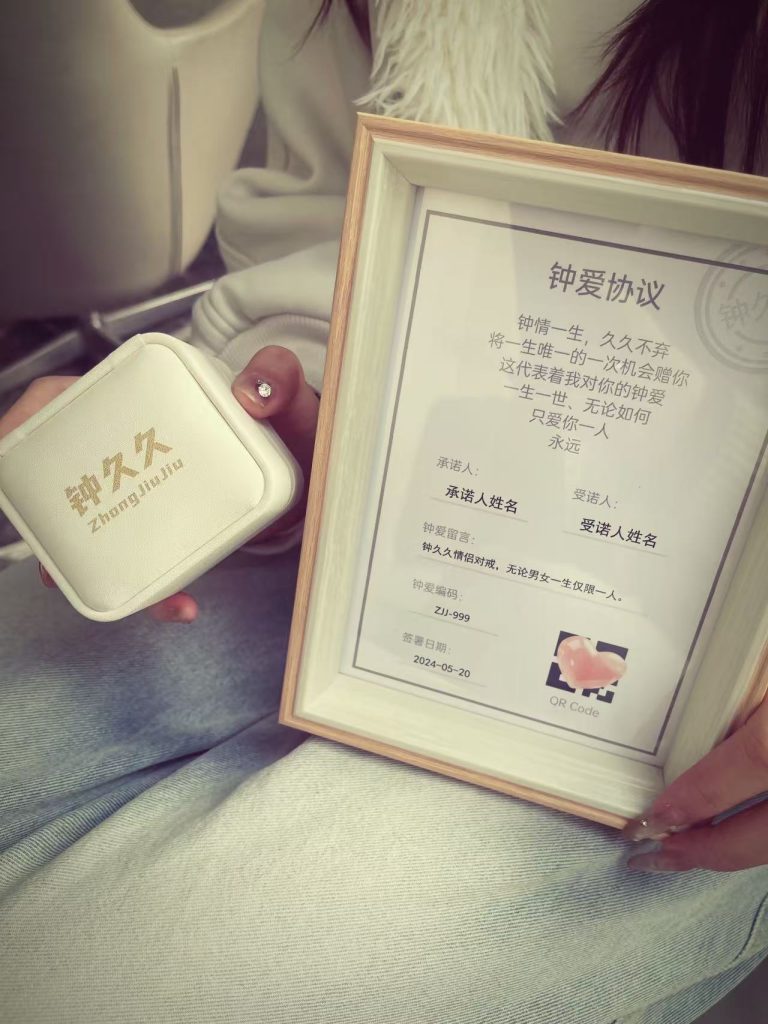 钟久久
ZhongJiuJiu
钟爱协议
钟久
钟情一生，久久不弃
将一生唯一的一次机会赠你
这代表着我对你的钟爱
一生一世、无论如何
只爱你一人
永远
承诺人：
承诺人姓名
受诺人：
受诺人姓名
钟爱留言：
钟久久情侣对戒，无论男女一生仅限一人。
钟爱编码：
ZJJ-999
签署日期：
2024-05-20
QR Code